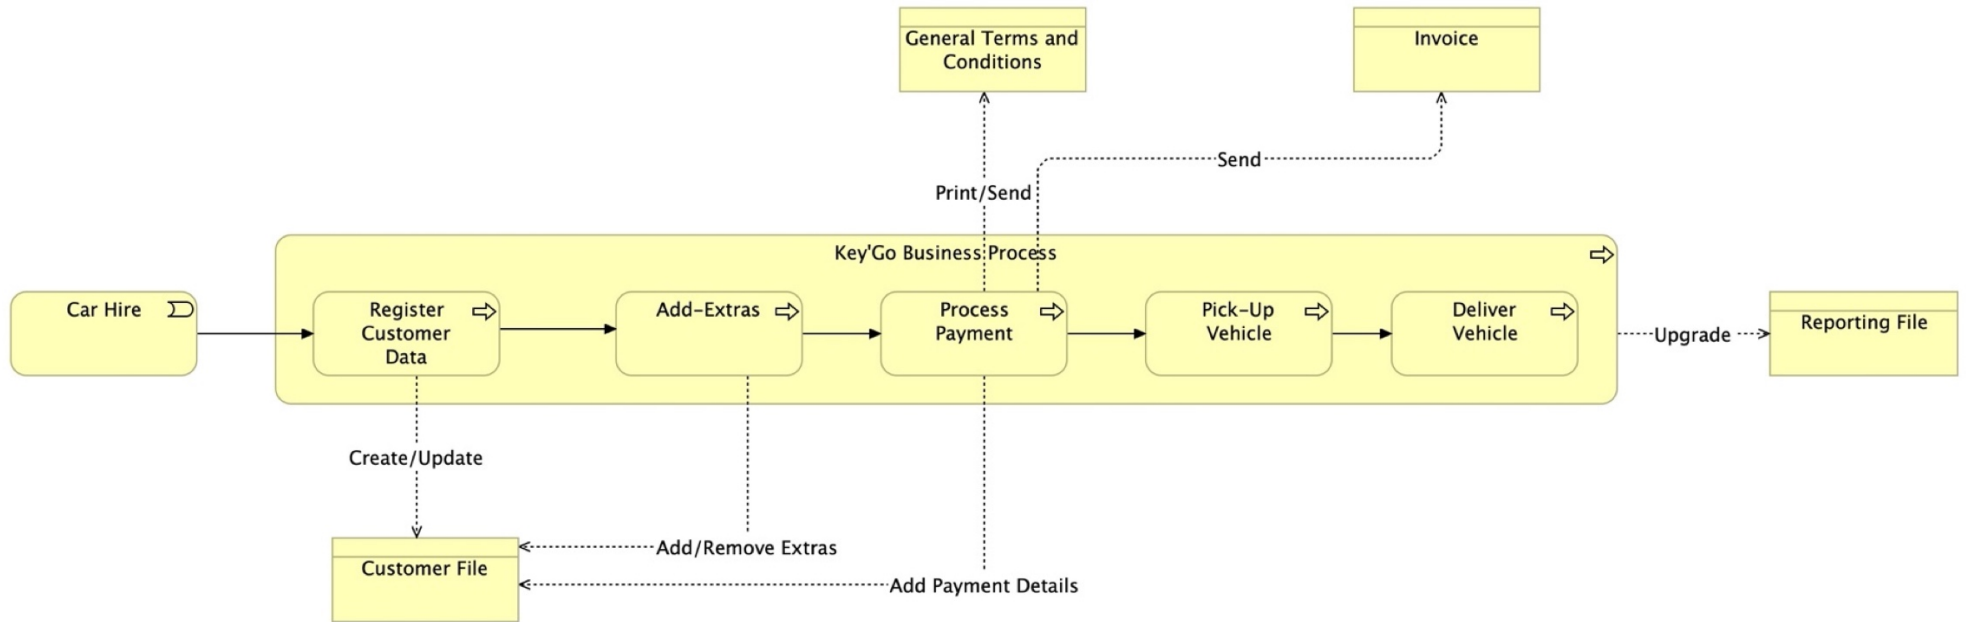 General Terms and
Conditions
Invoice
Send
Print/Send
Key'Go Business Process
Car Hire
Register
Customer
Data
Add-Extras
Process
Payment
Pick-Up
Vehicle
Deliver
Vehicle
Upgrade
Reporting File
Create/Update
Add/Remove Extras
Customer File
Add Payment Details